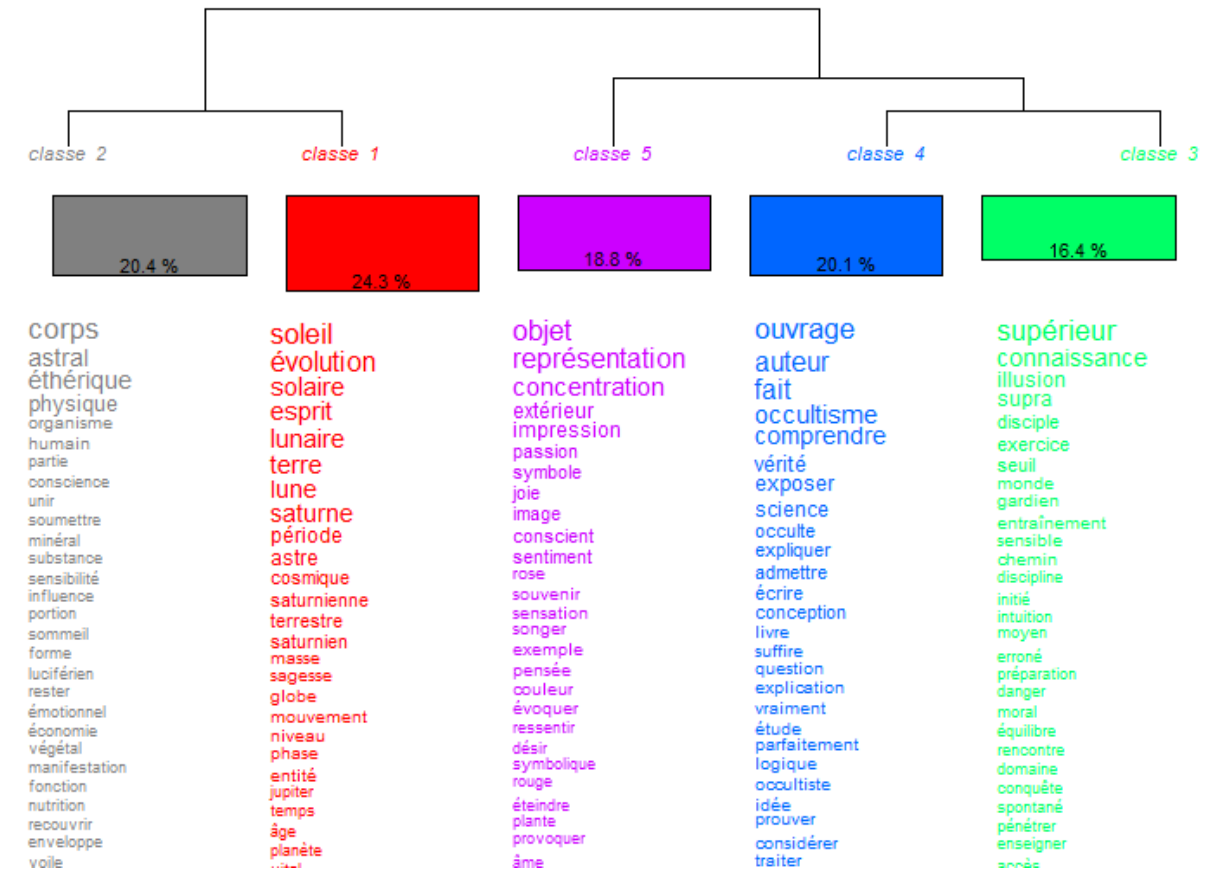 classe 2
classe 1
classe 5
classe 4
classe 3
20.4 %
24.3 %
18.8 %
20.1 %
16.4 %
corps
astral
éthérique
physique
organisme
humain
partie
conscience
unir
soumettre
minéral
substance
sensibilité
influence
portion
sommeil
forme
luciférien
rester
émotionnel
économie
végétal
manifestation
fonction
nutrition
recouvrir
enveloppe
voile
soleil
évolution
solaire
esprit
lunaire
terre
lune
saturne
période
astre
cosmique
saturnienne
terrestre
saturnien
masse
sagesse
globe
mouvement
niveau
phase
entité
jupiter
temps
âge
planète
objet
représentation
concentration
extérieur
impression
passion
symbole
joie
image
conscient
sentiment
rose
souvenir
sensation
songer
exemple
pensée
couleur
évoquer
ressentir
désir
symbolique
rouge
éteindre
plante
provoquer
âme
ouvrage
auteur
fait
occultisme
comprendre
vérité
exposer
science
occulte
expliquer
admettre
écrire
conception
livre
suffire
question
explication
vraiment
étude
parfaitement
logique
occultiste
idée
prouver
considérer
traiter
supérieur
connaissance
illusion
supra
disciple
exercice
seuil
monde
gardien
entraînement
sensible
chemin
discipline
initié
intuition
moyen
erroné
préparation
danger
moral
équilibre
rencontre
domaine
conquête
spontané
pénétrer
enseigner